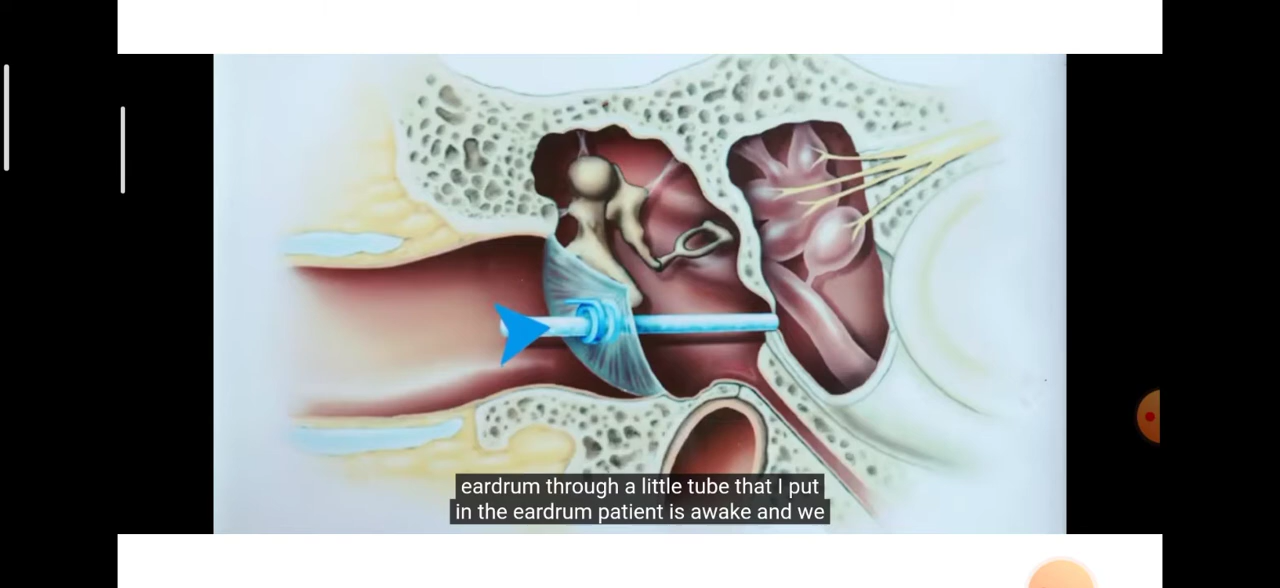 eardrum through a little tube that I put
in the eardrum patient is awake and we